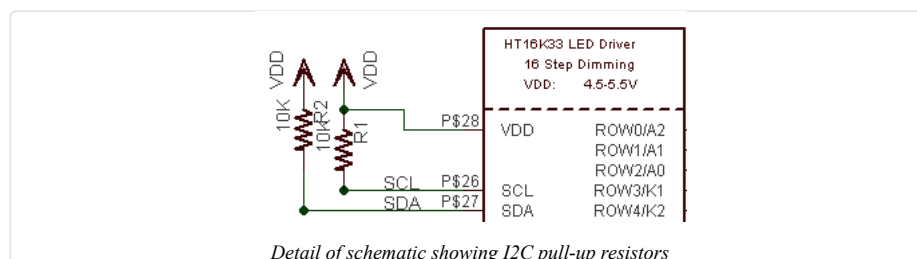 HT16K33 LED Driver
16 Step Dimming
VDD: 4.5-5.5V
VDD
VDD
10K
R2
10K
R1
P$28
VDD
ROW0/A2
ROW1/A1
ROW2/A0
SCL
P$26
SCL
ROW3/K1
SDA
P$27
SDA
ROW4/K2
Detail of schematic showing I2C pull-up resistors